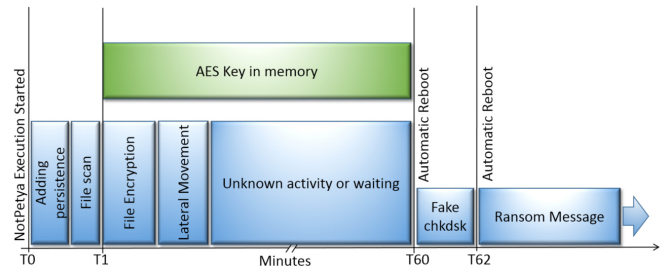 NotPetya Execution Started
AES Key in memory
Automatic Reboot
Automatic Reboot
Adding
persistence
File scan
File Encryption
Lateral Movement
Unknown activity or waiting
Fake
chkdsk
Ransom Message
T0
T1
Minutes
T60
T62